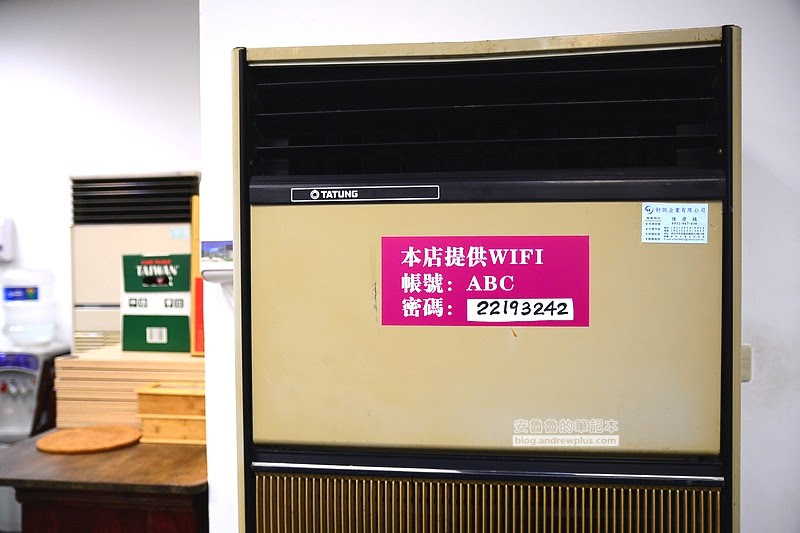 TATUNG
本店提供WIFI
帳號：ABC
密碼：22193242
TAIWAN
安魯魯的筆記本
blog.andrewplus.com